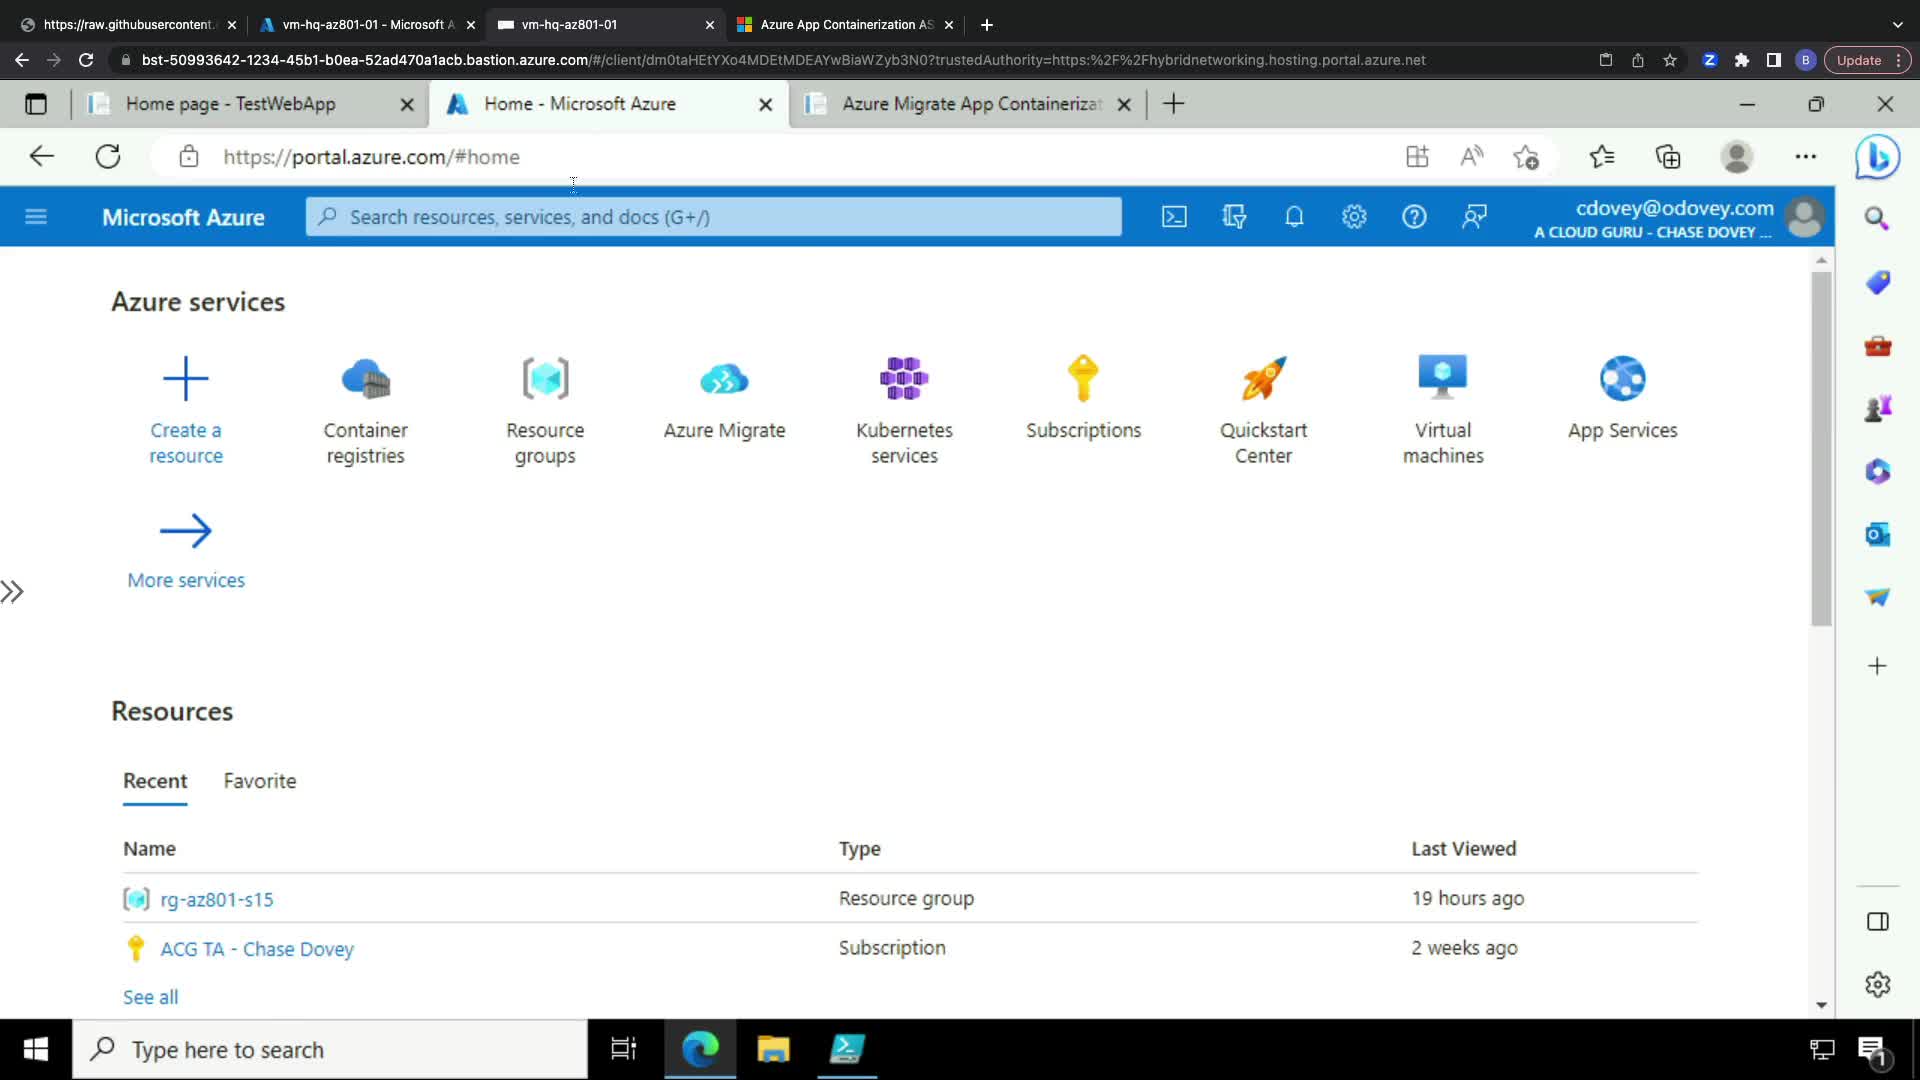 https://raw.githubusercontent.
vm-hq-az801-01 - Microsoft A
vm-hq-az801-01
Azure App Containerization AS
bst-50993642-1234-45b1-b0ea-52ad470a1acb.bastion.azure.com/#/client/dm0taHEtYXo4MDEtMDEAYwBiaWZyb3N0?trustedAuthority=https:%2F%2Fhybridnetworking.hosting.portal.azure.net
B
Update
Home page - TestWebApp
Home - Microsoft Azure
Azure Migrate App Containerizat
https://portal.azure.com/#home
Microsoft Azure
Search resources, services, and docs (G+/)
cdovey@odovey.com
A CLOUD GURU - CHASE DOVEY ...
Azure services
Create a resource
Container registries
Resource groups
Azure Migrate
Kubernetes services
Subscriptions
Quickstart Center
Virtual machines
App Services
More services
Resources
Recent
Favorite
Name
Type
Last Viewed
rg-az801-s15
Resource group
19 hours ago
ACG TA - Chase Dovey
Subscription
2 weeks ago
See all
Type here to search
1